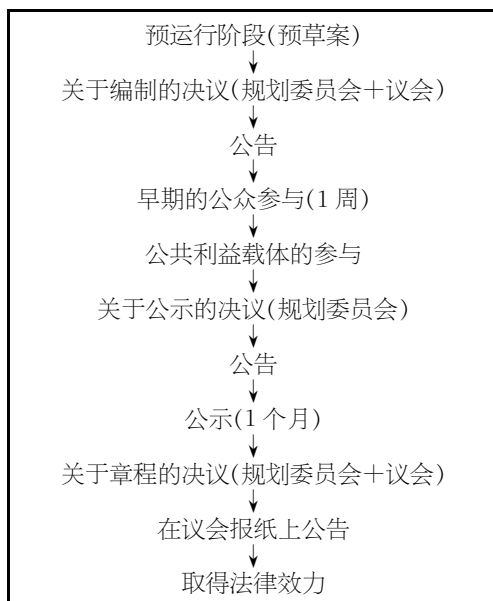 预运行阶段(预草案)
关于编制的决议(规划委员会+议会)
公告
早期的公众参与(1周)
公共利益载体的参与
关于公示的决议(规划委员会)
公告
公示(1个月)
关于章程的决议(规划委员会+议会)
在议会报纸上公告
取得法律效力